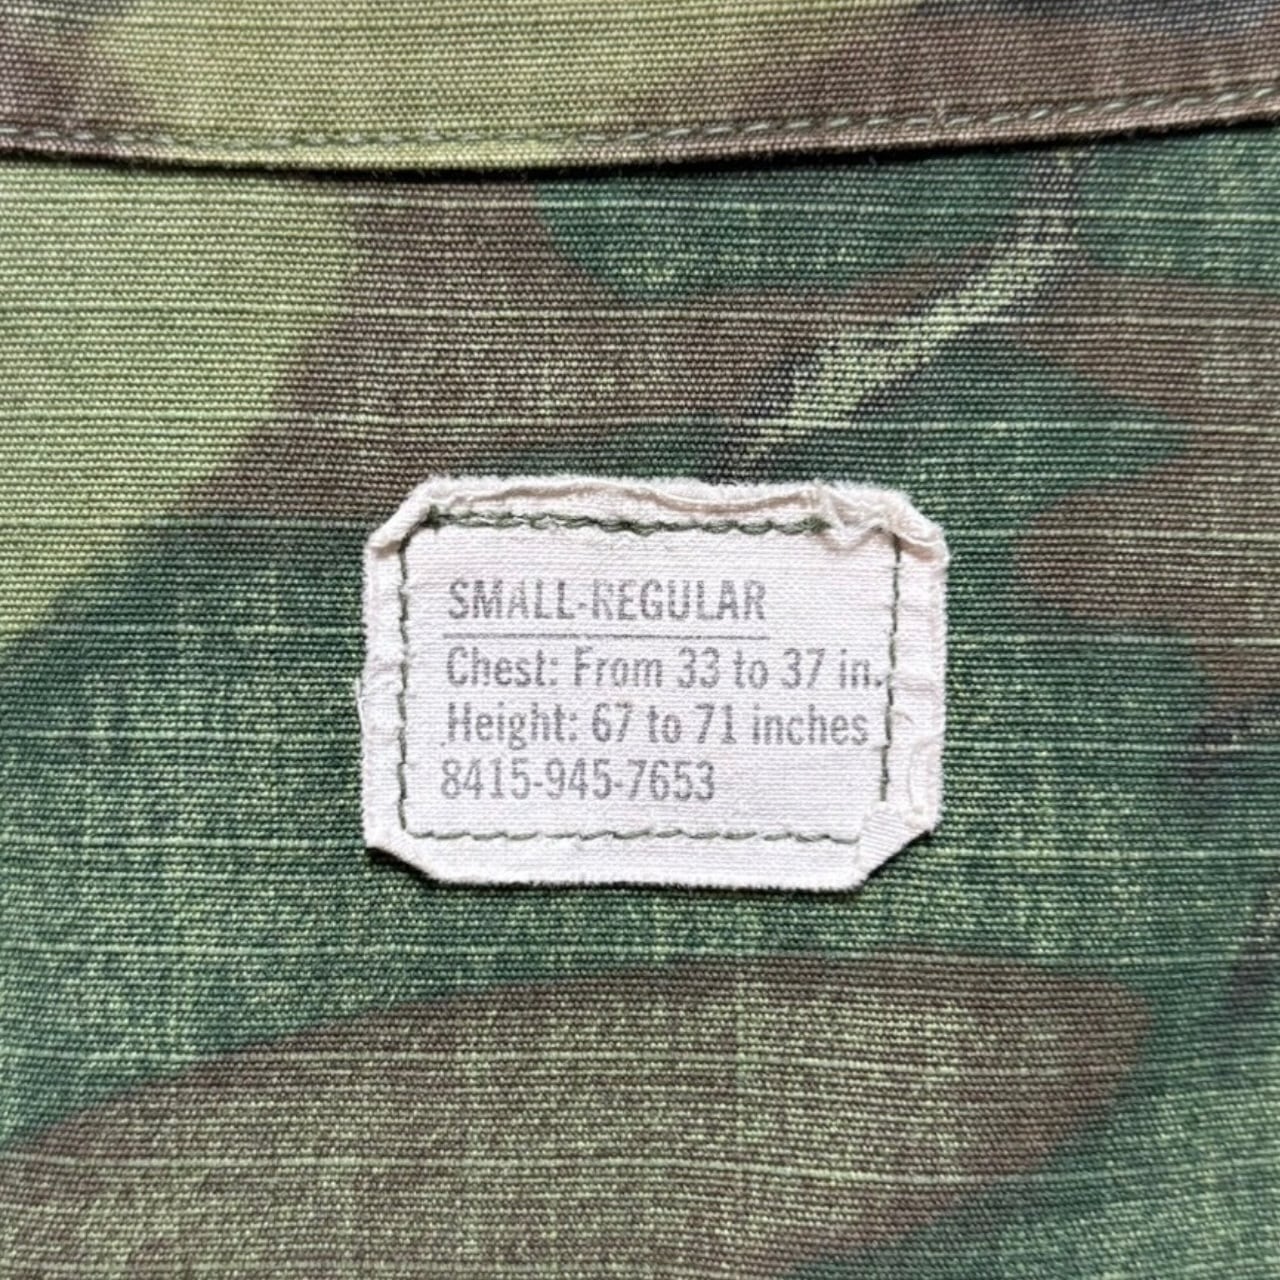 SMALL-REGULAR
Chest: From 33 to 37 in.
Height: 67 to 71 inches
8415-945-7653